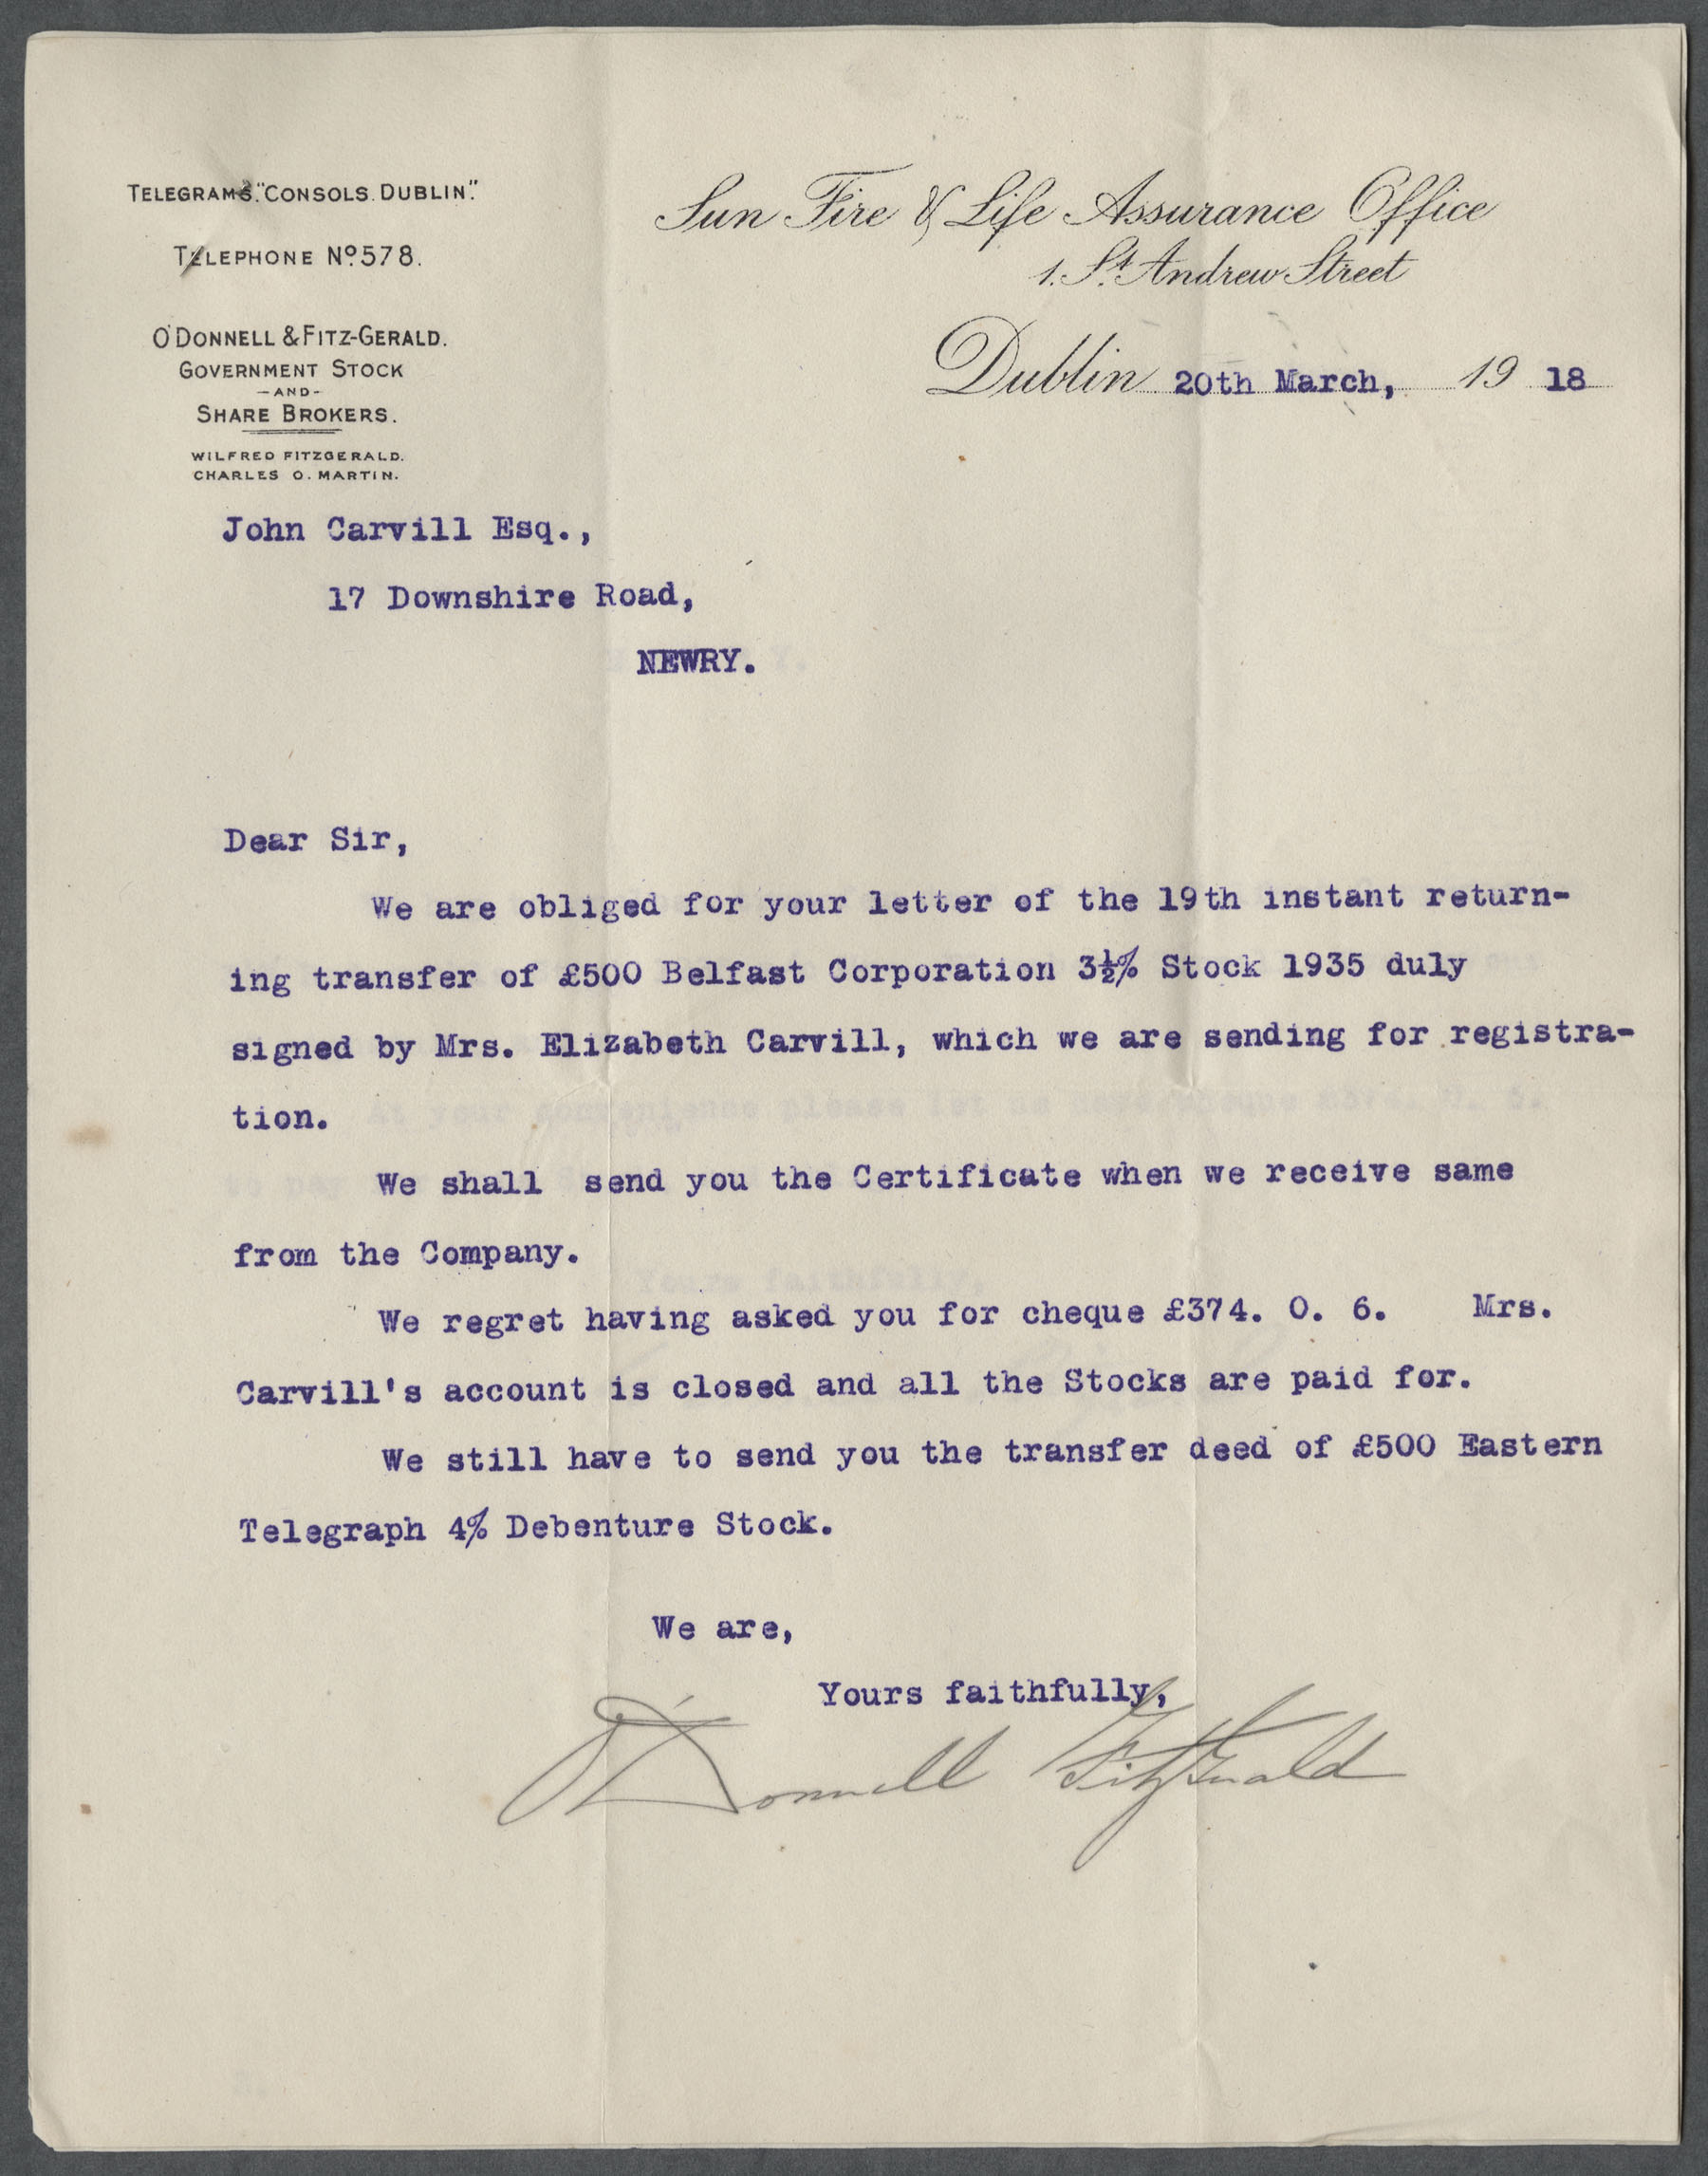 TELEGRAMS. "CONSOLS. DUBLIN."
TELEPHONE No. 578.
O'DONNELL & FITZ-GERALD.
GOVERNMENT STOCK
-AND-
SHARE BROKERS.
WILFRED FITZGERALD.
CHARLES O. MARTIN.
Sun Fire & Life Assurance Office
1. St. Andrew Street
Dublin 20th March, 19 18
John Carvill Esq.,
17 Downshire Road,
NEWRY.
Dear Sir,
We are obliged for your letter of the 19th instant return-
ing transfer of £500 Belfast Corporation 3½% Stock 1935 duly
signed by Mrs. Elizabeth Carvill, which we are sending for registra-
tion.
We shall send you the Certificate when we receive same
from the Company.
We regret having asked you for cheque £374. 0. 6. Mrs.
Carvill's account is closed and all the Stocks are paid for.
We still have to send you the transfer deed of £500 Eastern
Telegraph 4% Debenture Stock.
We are,
Yours faithfully,
O'Donnell FitzGerald